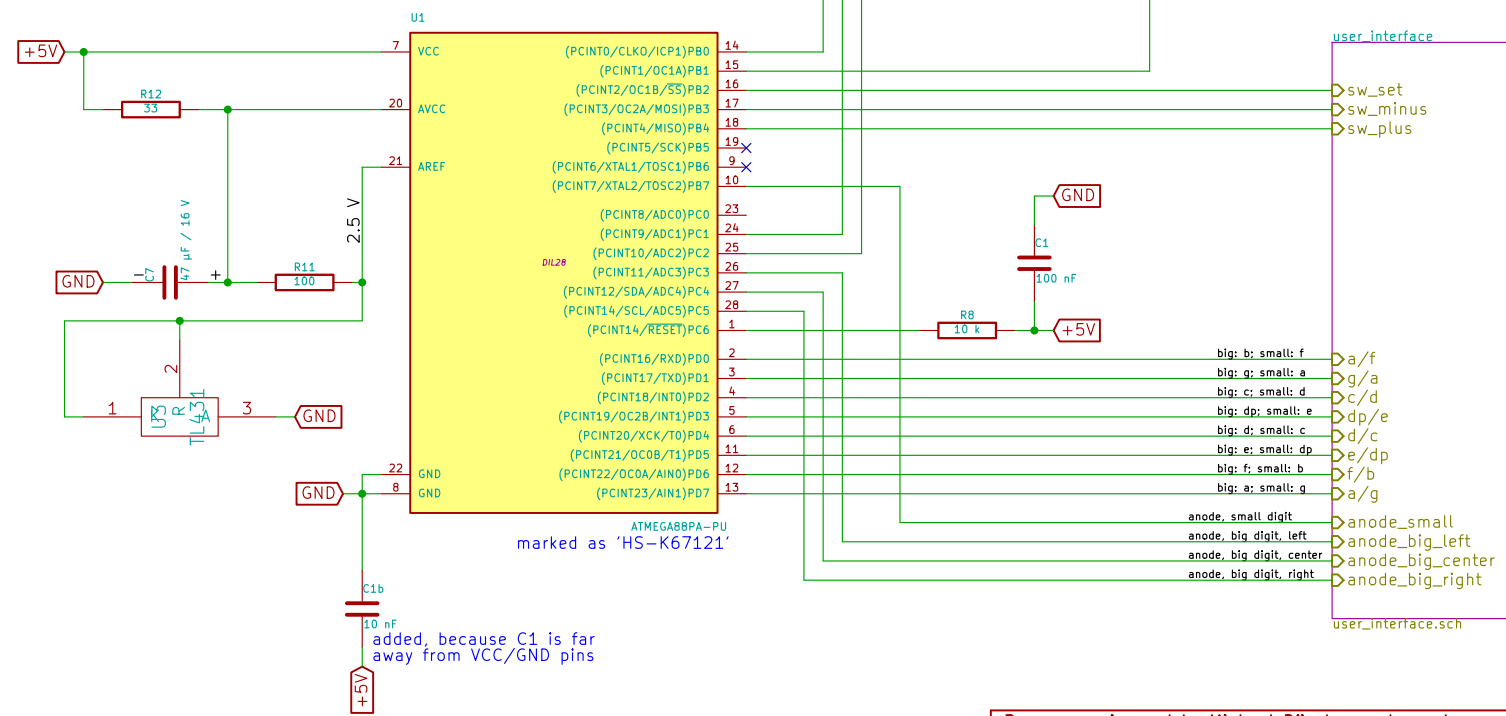 U1
+5V
7
VCC
R12
33
20
AVCC
21
AREF
2.5 V
47 µF / 16 V
C7
−
+
GND
R11
100
2
1
3
U3
TL431
K
R
A
GND
22
GND
8
GND
GND
DIL28
(PCINT0/CLKO/ICP1)PB0 14
(PCINT1/OC1A)PB1 15
(PCINT2/OC1B/SS)PB2 16
(PCINT3/OC2A/MOSI)PB3 17
(PCINT4/MISO)PB4 18
(PCINT5/SCK)PB5 19
(PCINT6/XTAL1/TOSC1)PB6 9
(PCINT7/XTAL2/TOSC2)PB7 10
(PCINT8/ADC0)PC0 23
(PCINT9/ADC1)PC1 24
(PCINT10/ADC2)PC2 25
(PCINT11/ADC3)PC3 26
(PCINT12/SDA/ADC4)PC4 27
(PCINT14/SCL/ADC5)PC5 28
(PCINT14/RESET)PC6 1
(PCINT16/RXD)PD0 2
(PCINT17/TXD)PD1 3
(PCINT18/INT0)PD2 4
(PCINT19/OC2B/INT1)PD3 5
(PCINT20/XCK/T0)PD4 6
(PCINT21/OC0B/T1)PD5 11
(PCINT22/OC0A/AIN0)PD6 12
(PCINT23/AIN1)PD7 13
ATMEGA88PA-PU
marked as 'HS-K67121'
C1b
10 nF
added, because C1 is far
away from VCC/GND pins
+5V
GND
C1
100 nF
R8
10 k
+5V
user_interface
sw_set
sw_minus
sw_plus
big: b; small: f a/f
big: g; small: a g/a
big: c; small: d c/d
big: dp; small: e dp/e
big: d; small: c d/c
big: e; small: dp e/dp
big: f; small: b f/b
big: a; small: g a/g
anode, small digit anode_small
anode, big digit, left anode_big_left
anode, big digit, center anode_big_center
anode, big digit, right anode_big_right
user_interface.sch